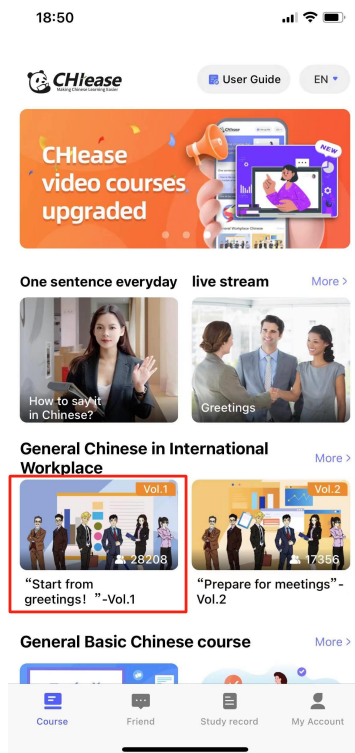 18:50
CHIease
Making Chinese Learning Easier
User Guide
EN
CHIease
video courses
upgraded
NEW
One sentence everyday
live stream
More >
How to say it
in Chinese?
Greetings
General Chinese in International
Workplace
More >
Vol.1
28208
Vol.2
17356
“Start from
greetings! ”-Vol.1
“Prepare for meetings”-
Vol.2
General Basic Chinese course
More >
Course
Friend
Study record
My Account